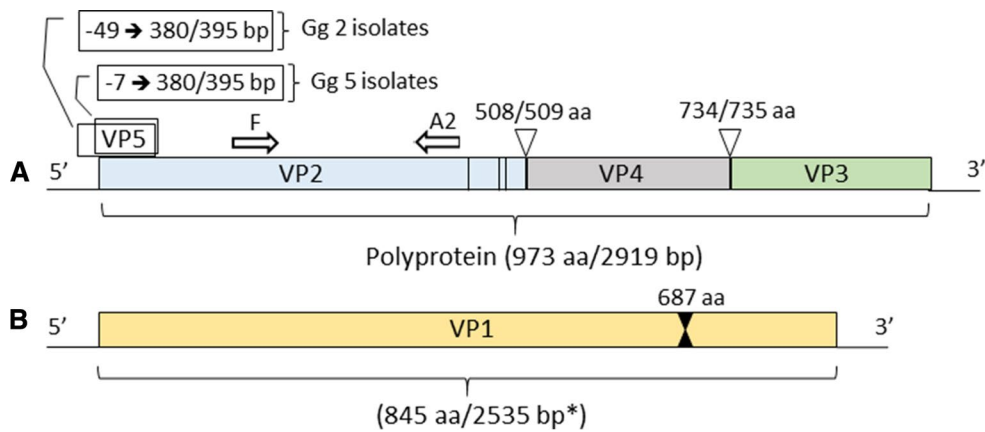 -49 ➔ 380/395 bp Gg 2 isolates
-7 ➔ 380/395 bp Gg 5 isolates
508/509 aa 734/735 aa
VP5 F A2
A 5’ VP2 VP4 VP3 3’
Polyprotein (973 aa/2919 bp)
687 aa
B 5’ VP1 3’
(845 aa/2535 bp*)